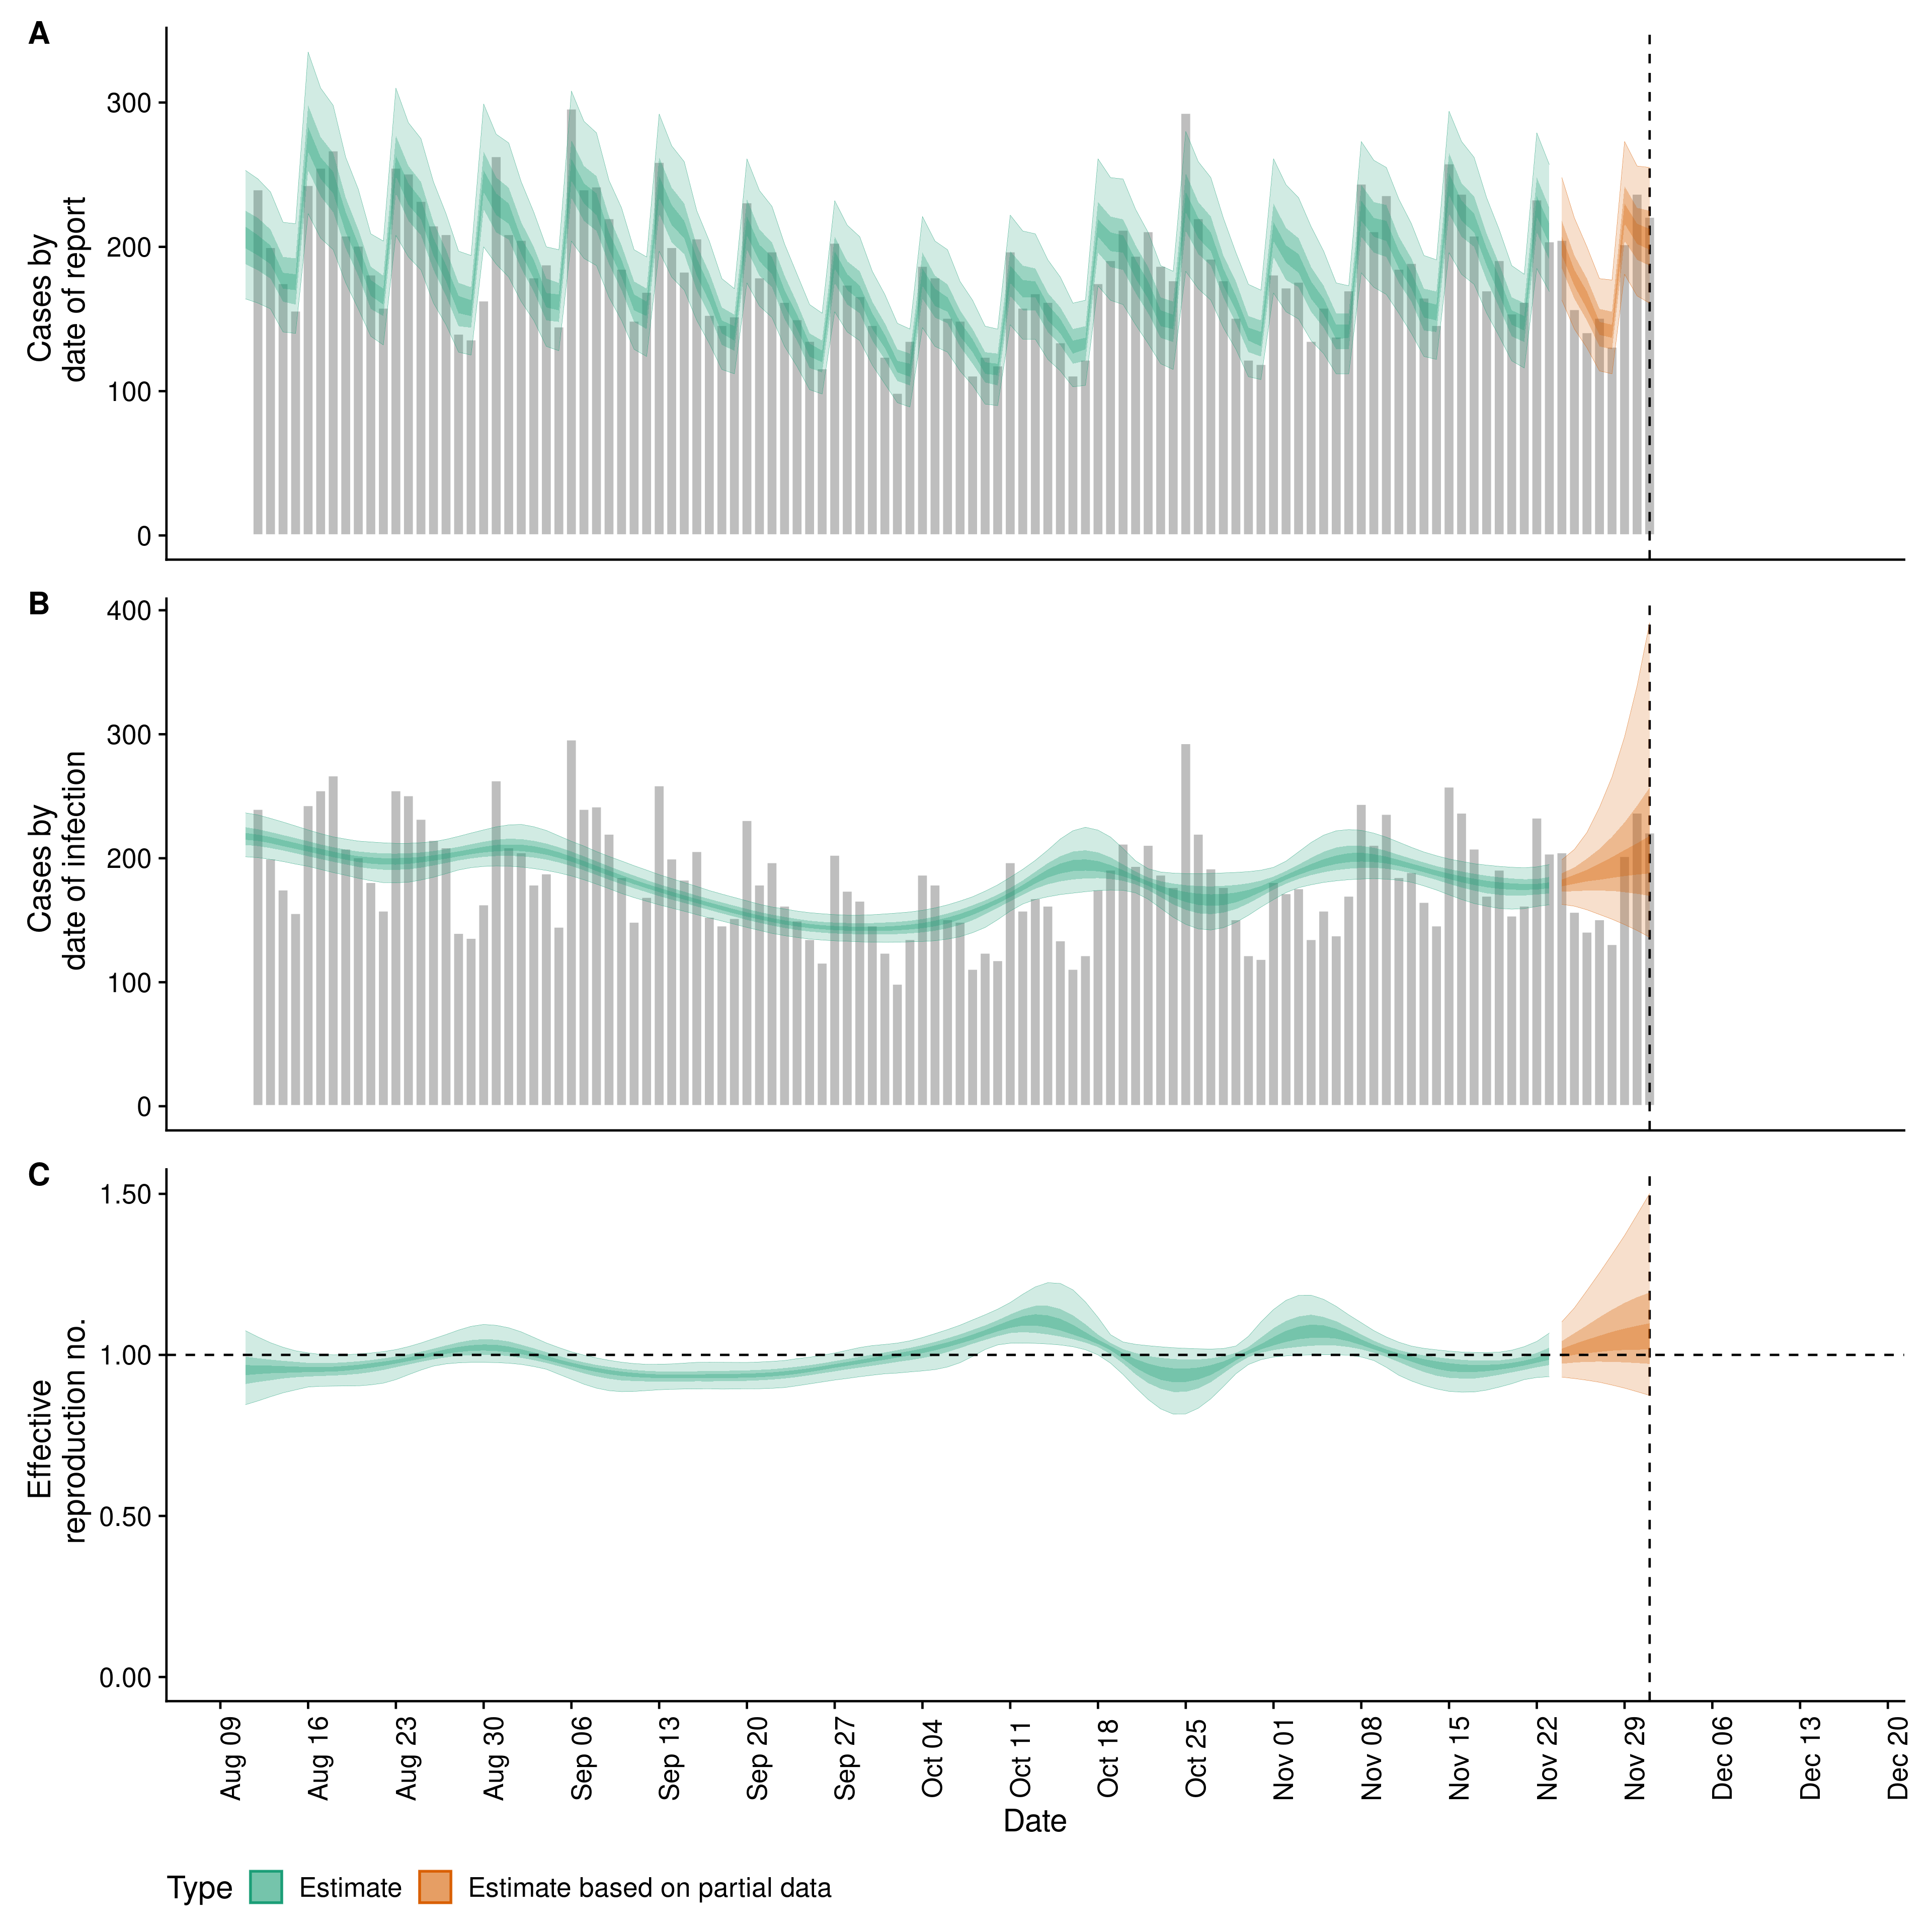 A
Cases by
date of report
300
200
100
0
B
Cases by
date of infection
400
300
200
100
0
C
Effective
reproduction no.
1.50
1.00
0.50
0.00
Aug 09
Aug 16
Aug 23
Aug 30
Sep 06
Sep 13
Sep 20
Sep 27
Oct 04
Oct 11
Oct 18
Oct 25
Nov 01
Nov 08
Nov 15
Nov 22
Nov 29
Dec 06
Dec 13
Dec 20
Date
Type Estimate Estimate based on partial data